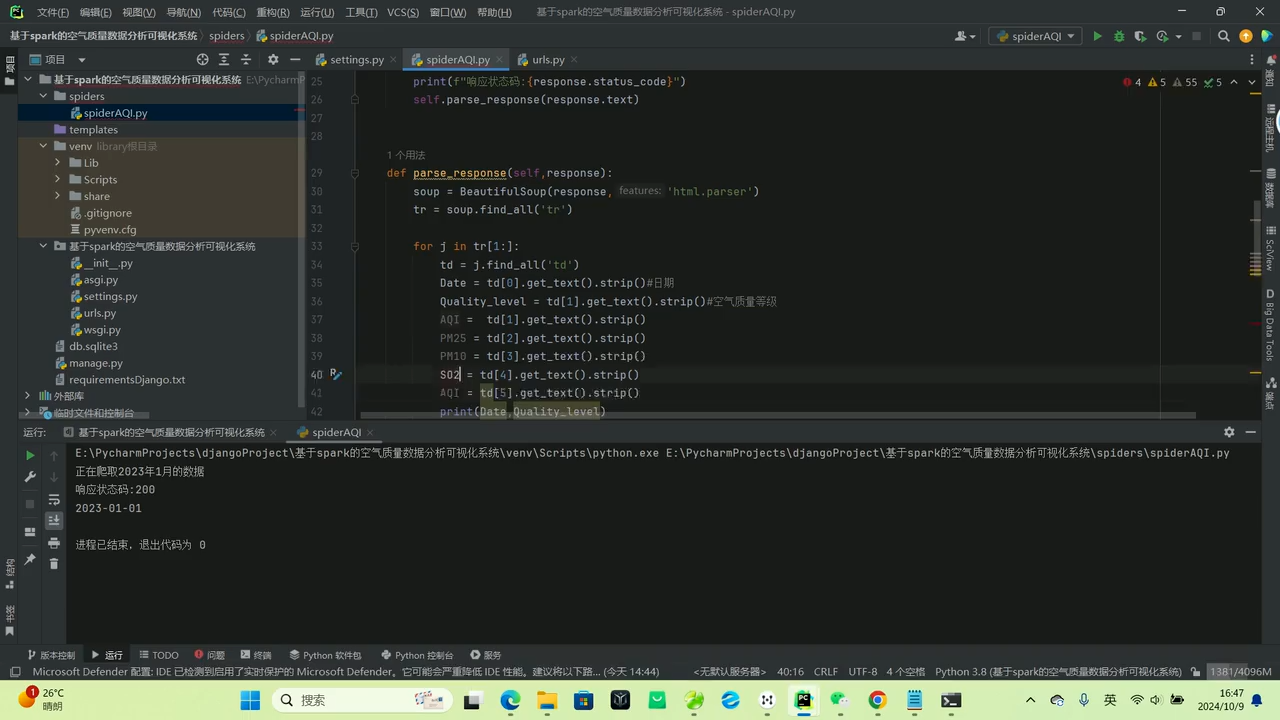 文件(F) 编辑(E) 视图(V) 导航(N) 代码(C) 重构(R) 运行(U) 工具(T) VCS(S) 窗口(W) 帮助(H) 基于spark的空气质量数据分析可视化系统 - spiderAQI.py
基于spark的空气质量数据分析可视化系统 spiders spiderAQI.py spiderAQI
项目 settings.py spiderAQI.py urls.py
基于spark的空气质量数据分析可视化系统 E:\PycharmP
spiders
spiderAQI.py
templates
venv library根目录
Lib
Scripts
share
.gitignore
pyvenv.cfg
基于spark的空气质量数据分析可视化系统
__init__.py
asgi.py
settings.py
urls.py
wsgi.py
db.sqlite3
manage.py
requirementsDjango.txt
外部库
临时文件和控制台
4 5 55 5
25 print(f"响应状态码:{response.status_code}")
26 self.parse_response(response.text)
27
28
1 个用法
29 def parse_response(self,response):
30 soup = BeautifulSoup(response, features: 'html.parser')
31 tr = soup.find_all('tr')
32
33 for j in tr[1:]:
34 td = j.find_all('td')
35 Date = td[0].get_text().strip()#日期
36 Quality_level = td[1].get_text().strip()#空气质量等级
37 AQI =  td[1].get_text().strip()
38 PM25 = td[2].get_text().strip()
39 PM10 = td[3].get_text().strip()
40 SO2 = td[4].get_text().strip()
41 AQI = td[5].get_text().strip()
42 print(Date,Quality_level)
项目
结构
书签
通知
远程主机
数据库
SciView
Big Data Tools
运行: 基于spark的空气质量数据分析可视化系统 spiderAQI
E:\PycharmProjects\djangoProject\基于spark的空气质量数据分析可视化系统\venv\Scripts\python.exe E:\PycharmProjects\djangoProject\基于spark的空气质量数据分析可视化系统\spiders\spiderAQI.py
正在爬取2023年1月的数据
响应状态码:200
2023-01-01
进程已结束，退出代码为 0
版本控制 运行 TODO 问题 终端 Python 软件包 Python 控制台 服务
Microsoft Defender 配置: IDE 已检测到启用了实时保护的 Microsoft Defender。它可能会严重降低 IDE 性能。建议将以下路... (今天 14:44) <无默认服务器> 40:16 CRLF UTF-8 4 个空格 Python 3.8 (基于spark的空气质量数据分析可视化系统) 1381/4096M
1 26°C 晴朗 搜索 英 16:47
2024/10/9